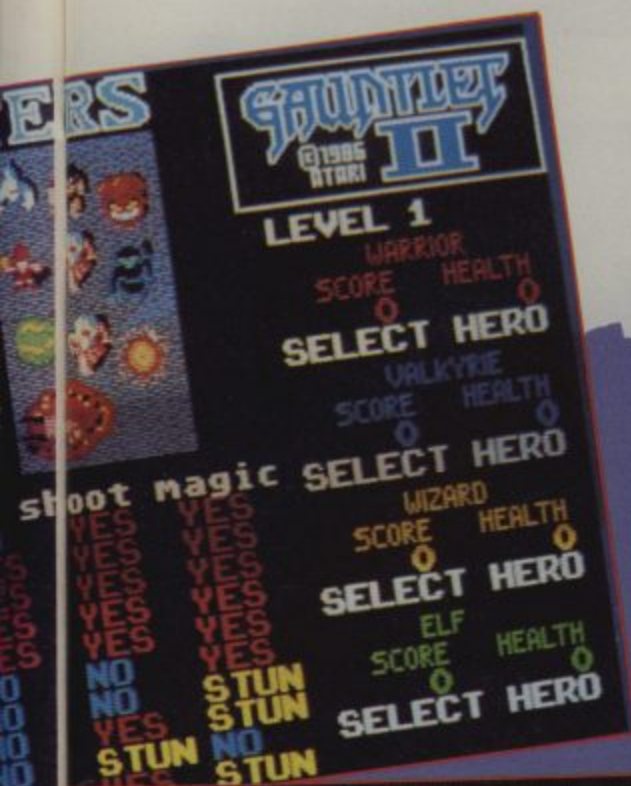 ERS
GAUNTLET
II
©1986
ATARI
LEVEL 1
WARRIOR
SCORE HEALTH
0 0
SELECT HERO
VALKYRIE
SCORE HEALTH
0 0
SELECT HERO
WIZARD
SCORE HEALTH
0 0
SELECT HERO
ELF
SCORE HEALTH
0 0
SELECT HERO
shoot magic
YES YES
YES YES
YES YES
YES YES
YES YES
NO YES
NO STUN
YES STUN
STUN NO
YES STUN